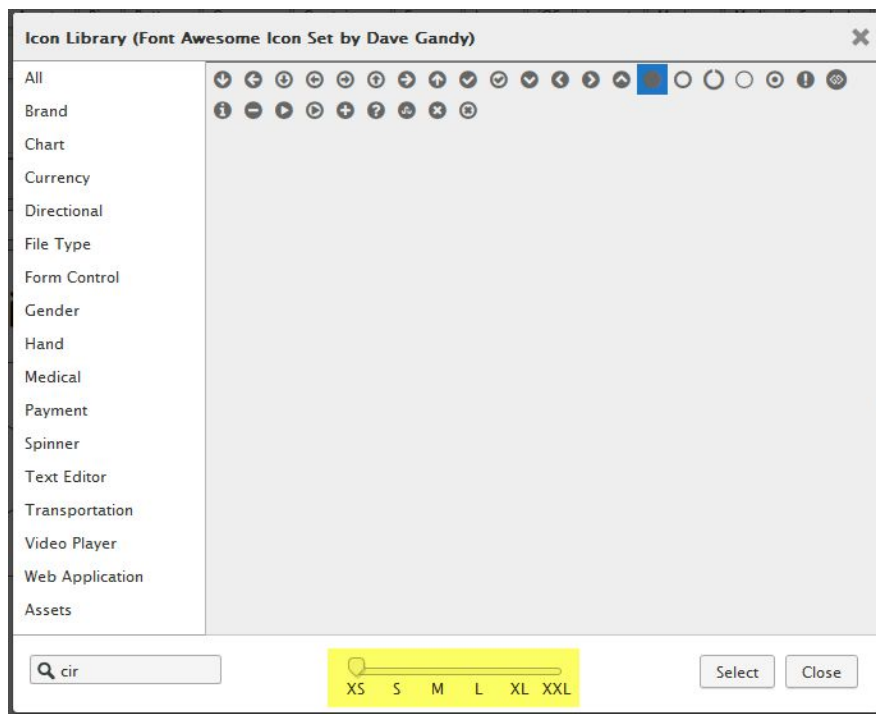 Icon Library (Font Awesome Icon Set by Dave Gandy)
All
Brand
Chart
Currency
Directional
File Type
Form Control
Gender
Hand
Medical
Payment
Spinner
Text Editor
Transportation
Video Player
Web Application
Assets
cir
XS S M L XL XXL
Select Close